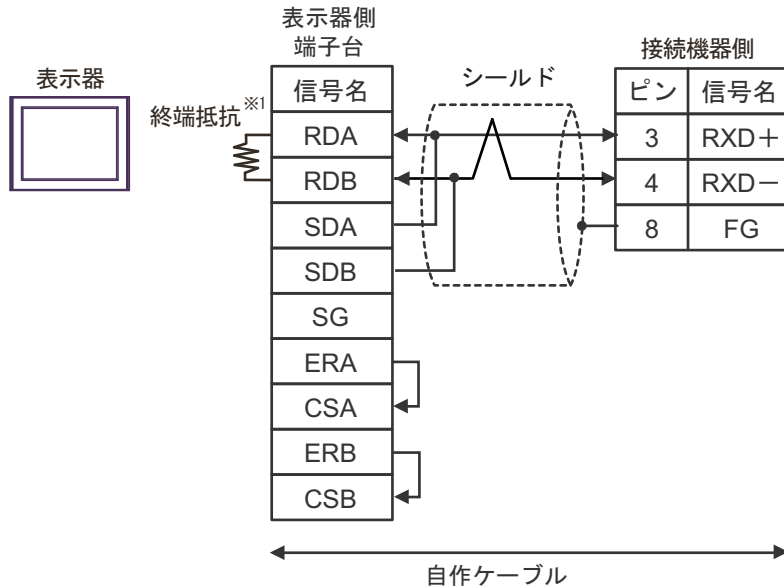 表示器側
端子台
接続機器側
表示器
シールド
終端抵抗※1
信号名
RDA
RDB
SDA
SDB
SG
ERA
CSA
ERB
CSB
ピン 信号名
3 RXD＋
4 RXD－
8 FG
自作ケーブル